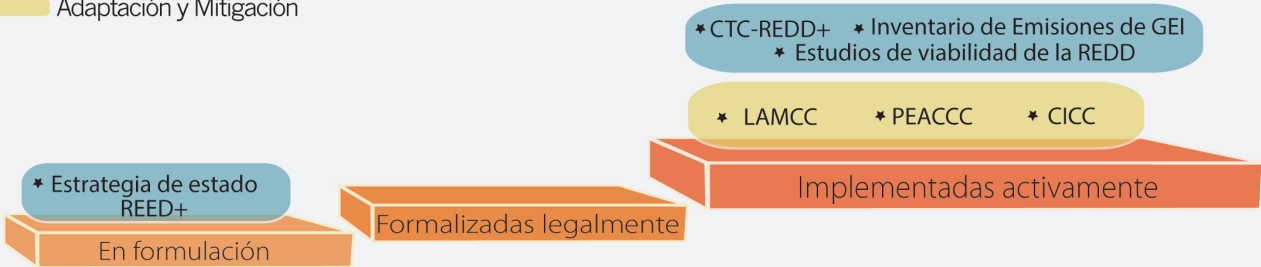 Adaptación y Mitigación
* CTC-REDD+ * Inventario de Emisiones de GEI
* Estudios de viabilidad de la REDD
* LAMCC * PEACCC * CICC
* Estrategia de estado
REED+
Implementadas activamente
Formalizadas legalmente
En formulación